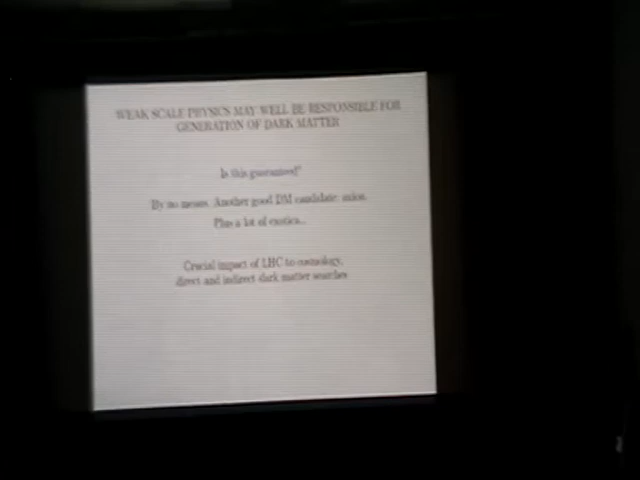 WEAK SCALE PHYSICS MAY WELL BE RESPONSIBLE FOR
GENERATION OF DARK MATTER
Is this guaranteed?
By no means. Another good DM candidate: axion.
Plus a lot of exotics...
Crucial impact of LHC to cosmology,
direct and indirect dark matter searches